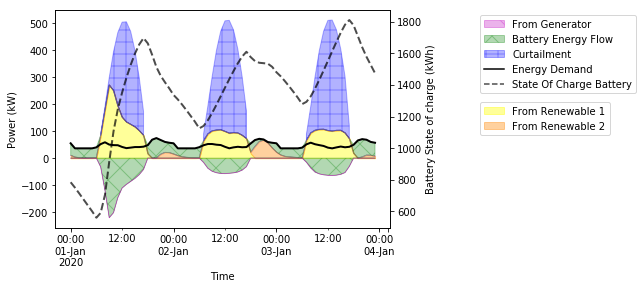 500
400
300
200
100
0
−100
−200
Power (kW)
1800
1600
1400
1200
1000
800
600
Battery State of charge (kWh)
00:00
01-Jan
2020
12:00
00:00
02-Jan
12:00
00:00
03-Jan
12:00
00:00
04-Jan
Time
From Generator
Battery Energy Flow
Curtailment
Energy Demand
State Of Charge Battery
From Renewable 1
From Renewable 2